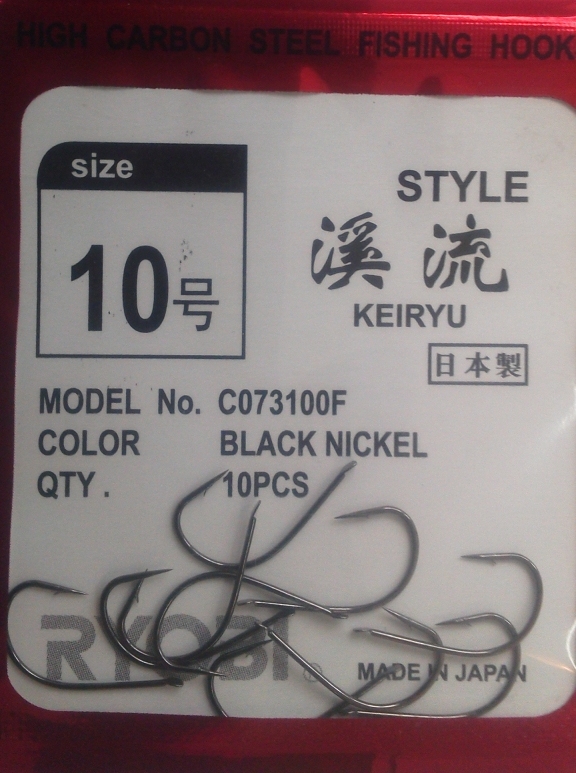 HIGH CARBON STEEL FISHING HOOK
size
10号
STYLE
溪流
KEIRYU
日本製
MODEL No. C073100F
COLOR BLACK NICKEL
QTY. 10PCS
RYOBI®
MADE IN JAPAN